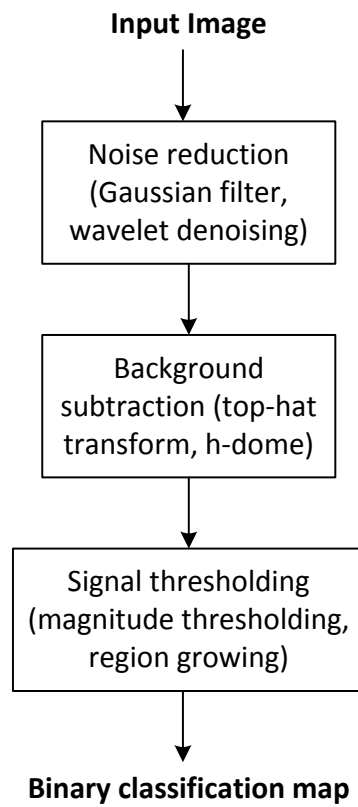 Input Image
Noise reduction
(Gaussian filter,
wavelet denoising)
Background
subtraction (top-hat
transform, h-dome)
Signal thresholding
(magnitude thresholding,
region growing)
Binary classification map